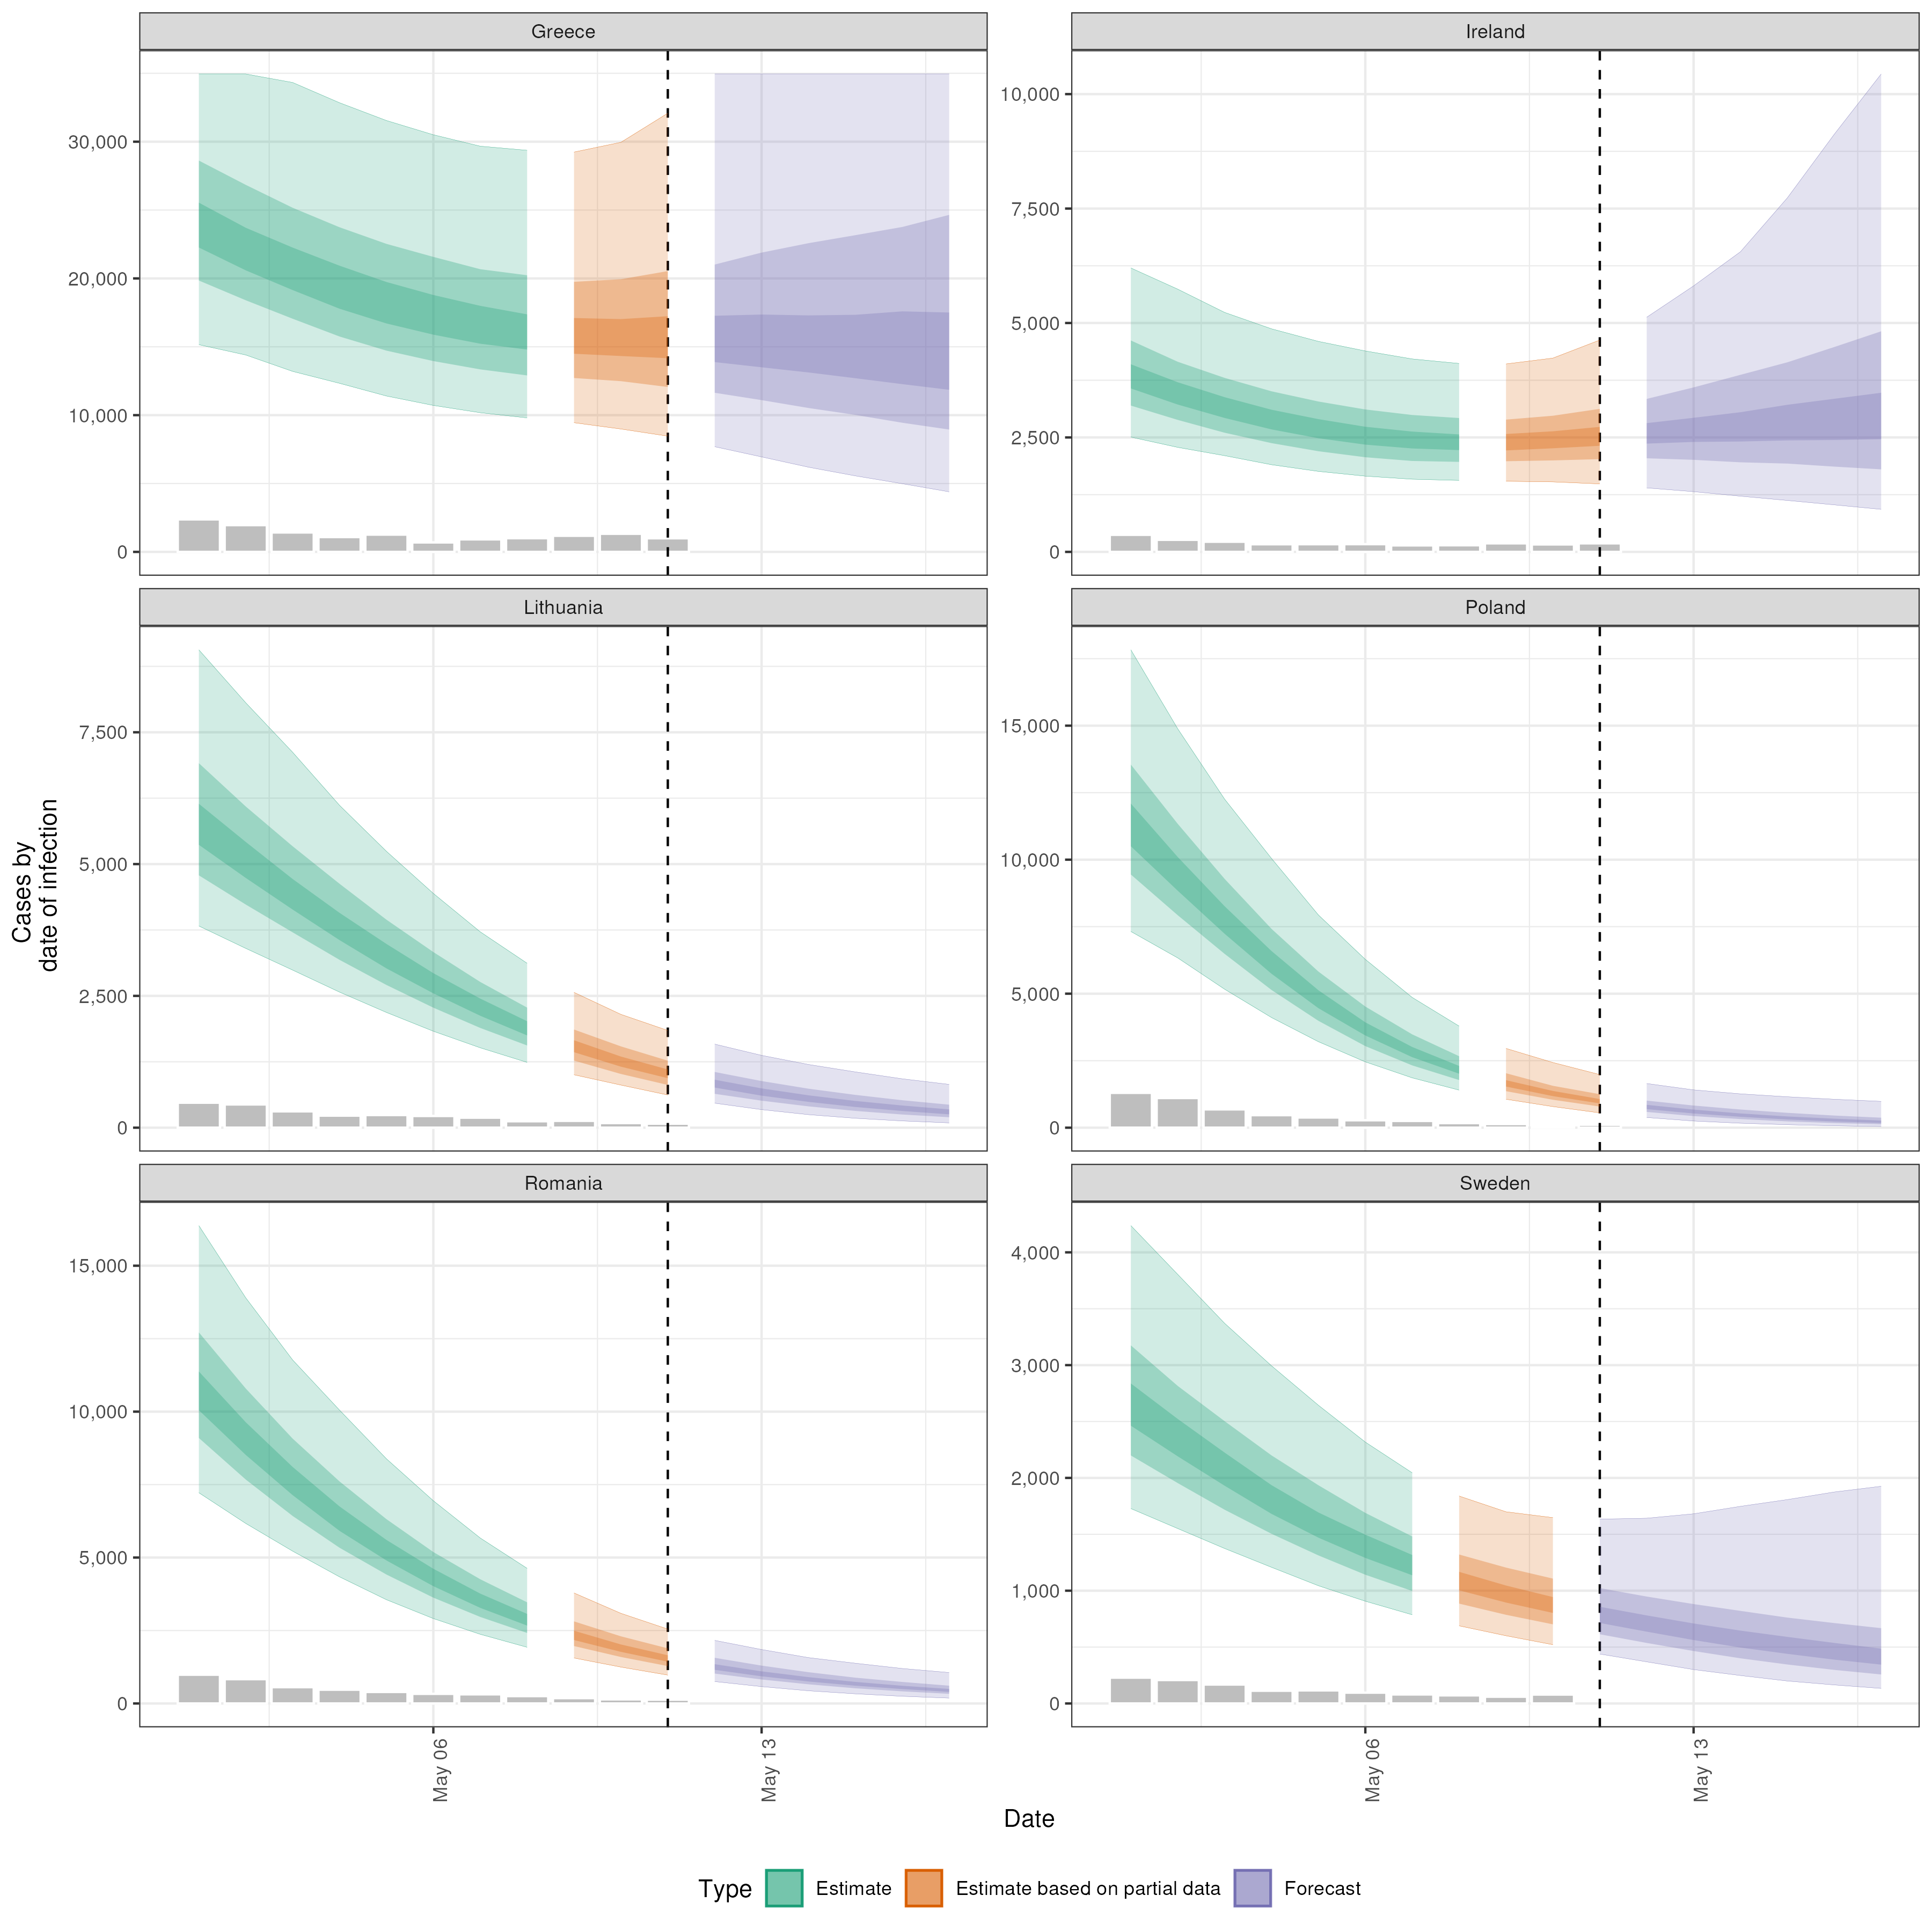 Greece
Ireland
30,000
20,000
10,000
0
10,000
7,500
5,000
2,500
0
Lithuania
Poland
7,500
5,000
2,500
0
15,000
10,000
5,000
0
Cases by
date of infection
Romania
Sweden
15,000
10,000
5,000
0
4,000
3,000
2,000
1,000
0
May 06
May 13
May 06
May 13
Date
Type
Estimate
Estimate based on partial data
Forecast